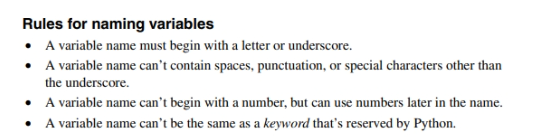 Rules for naming variables
• A variable name must begin with a letter or underscore.
• A variable name can’t contain spaces, punctuation, or special characters other than
the underscore.
• A variable name can’t begin with a number, but can use numbers later in the name.
• A variable name can’t be the same as a keyword that’s reserved by Python.